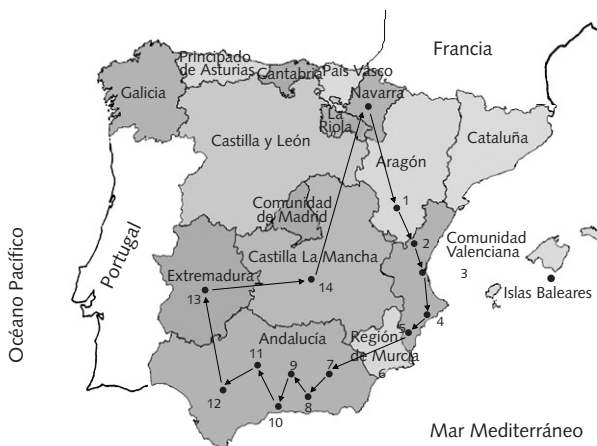 Francia
Principado
de Asturias
Cantabria
País Vasco
Galicia
Navarra
La
Riola
Cataluña
Castilla y León
Aragón
1
Comunidad
de Madrid
2
Comunidad
Valenciana
Castilla La Mancha
Extremadura
3
Islas Baleares
13
14
4
Portugal
Océano Pacífico
Andalucía
5
Región
de Murcia
6
11
9
7
12
8
10
Mar Mediterráneo